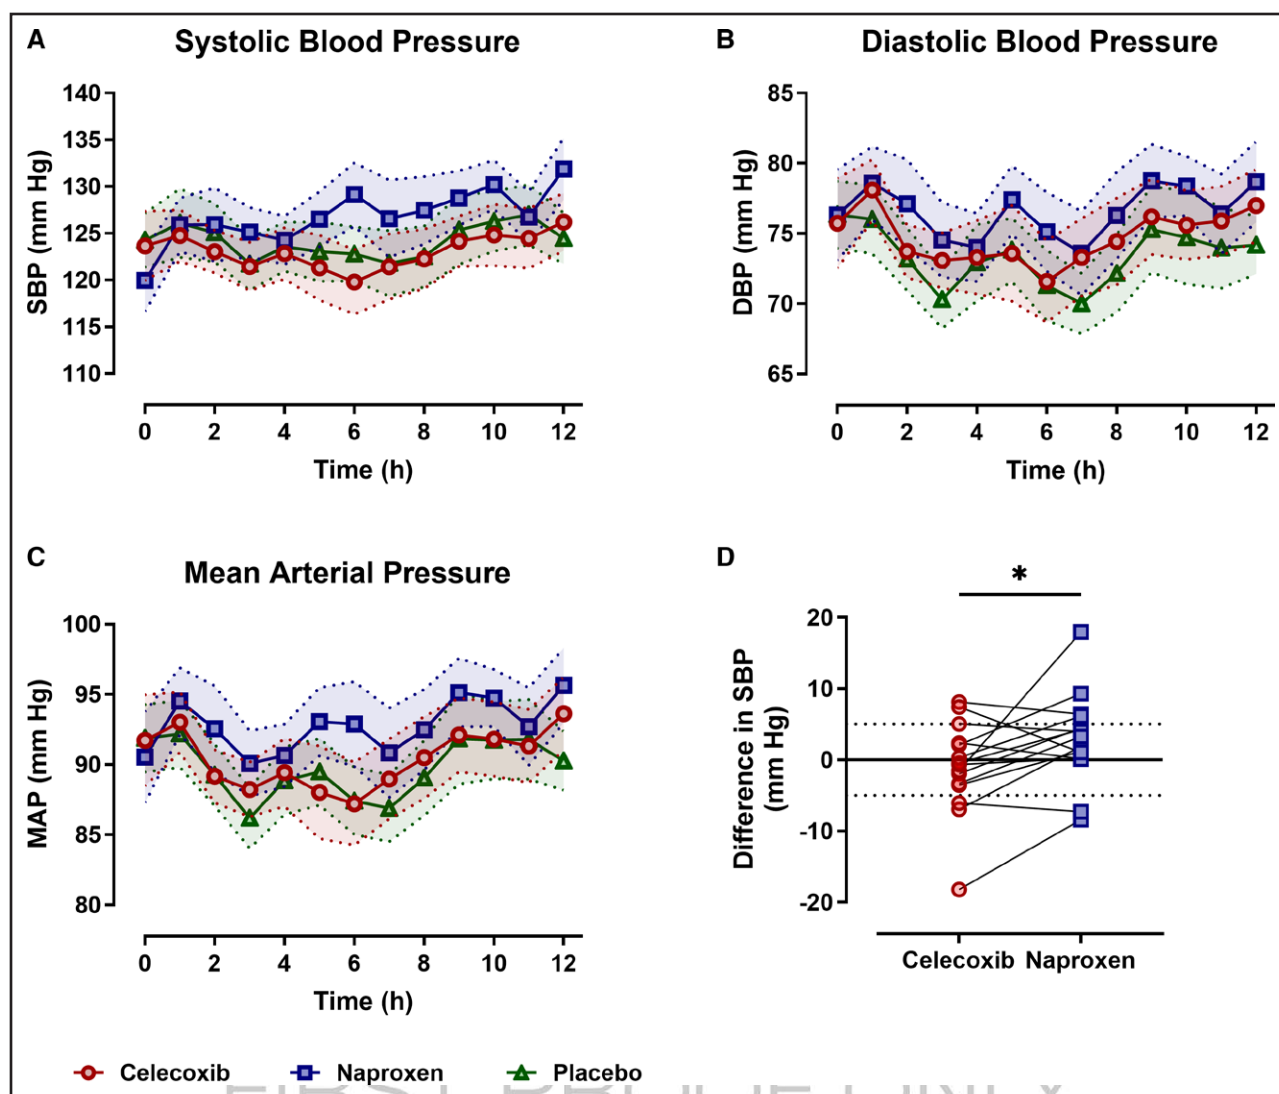 A
Systolic Blood Pressure
SBP (mm Hg)
140
135
130
125
120
115
110
0 2 4 6 8 10 12
Time (h)
B
Diastolic Blood Pressure
DBP (mm Hg)
85
80
75
70
65
0 2 4 6 8 10 12
Time (h)
C
Mean Arterial Pressure
MAP (mm Hg)
100
95
90
85
80
0 2 4 6 8 10 12
Time (h)
D
*
Difference in SBP
(mm Hg)
20
10
0
-10
-20
Celecoxib Naproxen
Celecoxib Naproxen Placebo